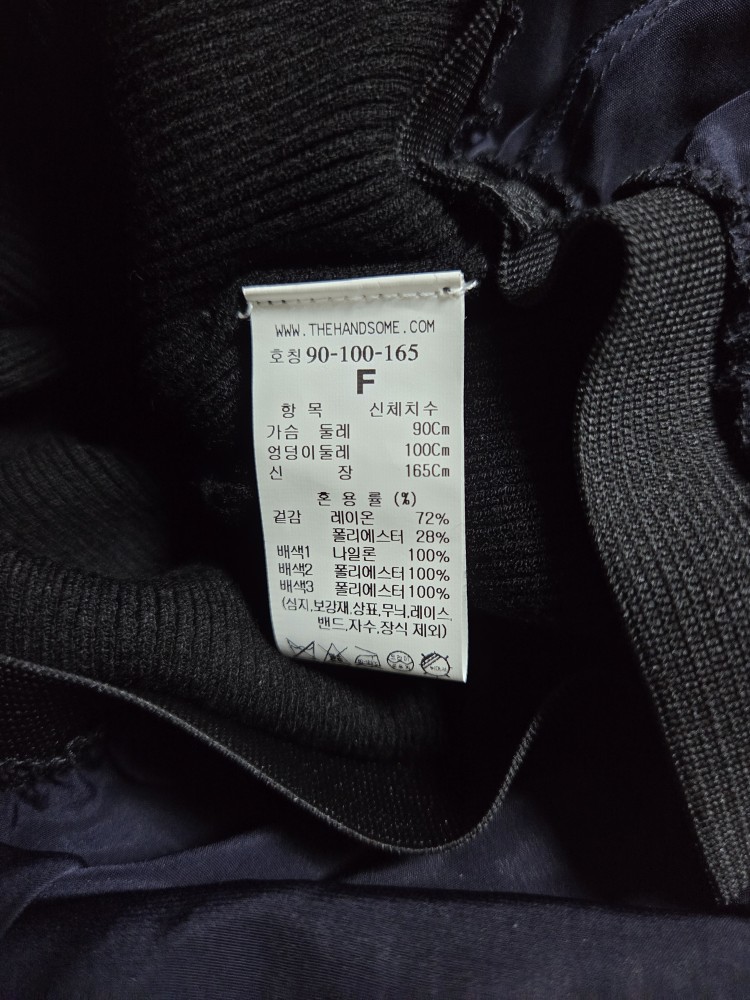 WWW.THEHANDSOME.COM
호칭 90-100-165
F
항 목 신체치수
가슴 둘레 90Cm
엉덩이둘레 100Cm
신 장 165Cm
혼 용 률 (%)
겉감 레이온 72%
폴리에스터 28%
배색1 나일론 100%
배색2 폴리에스터 100%
배색3 폴리에스터 100%
(심지,보강재,상표,무늬,레이스,
밴드,자수,장식 제외)